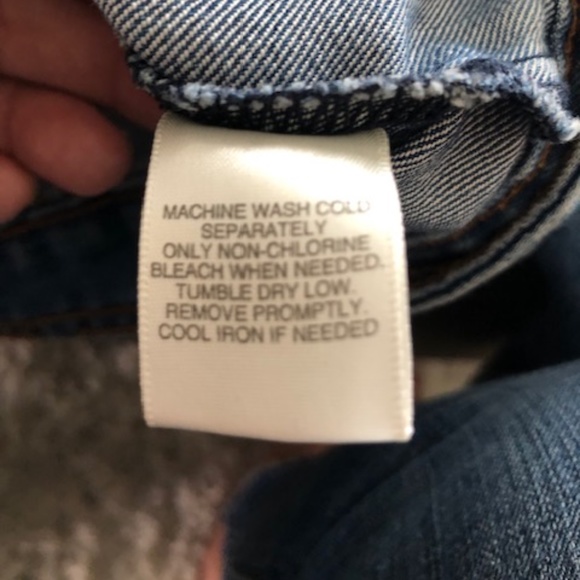 MACHINE WASH COLD
SEPARATELY
ONLY NON-CHLORINE
BLEACH WHEN NEEDED.
TUMBLE DRY LOW.
REMOVE PROMPTLY.
COOL IRON IF NEEDED